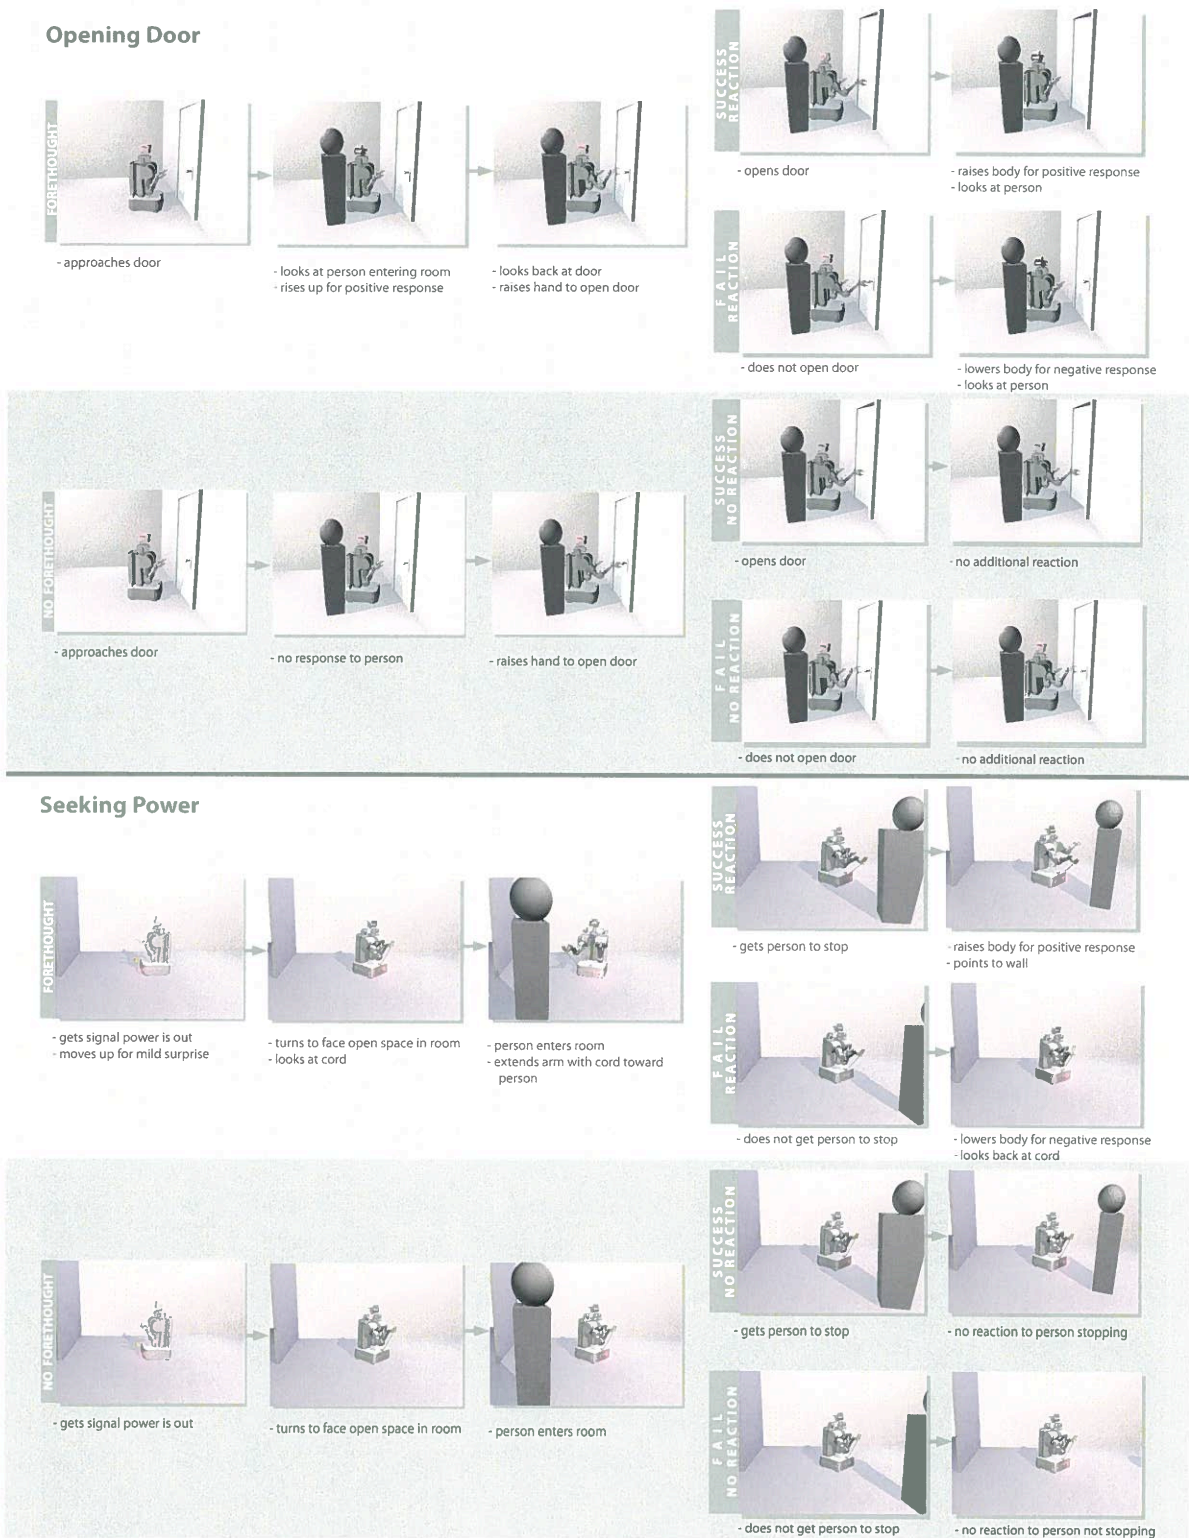 Opening Door
FORETHOUGHT
- approaches door
- looks at person entering room
- rises up for positive response
- looks back at door
- raises hand to open door
SUCCESS
REACTION
- opens door
- raises body for positive response
- looks at person
FAIL
REACTION
- does not open door
- lowers body for negative response
- looks at person
NO FORETHOUGHT
- approaches door
- no response to person
- raises hand to open door
SUCCESS
NO REACTION
- opens door
- no additional reaction
FAIL
NO REACTION
- does not open door
- no additional reaction
Seeking Power
FORETHOUGHT
- gets signal power is out
- moves up for mild surprise
- turns to face open space in room
- looks at cord
- person enters room
- extends arm with cord toward
person
SUCCESS
REACTION
- gets person to stop
- raises body for positive response
- points to wall
FAIL
REACTION
- does not get person to stop
- lowers body for negative response
- looks back at cord
NO FORETHOUGHT
- gets signal power is out
- turns to face open space in room
- person enters room
SUCCESS
NO REACTION
- gets person to stop
- no reaction to person stopping
FAIL
NO REACTION
- does not get person to stop
- no reaction to person not stopping